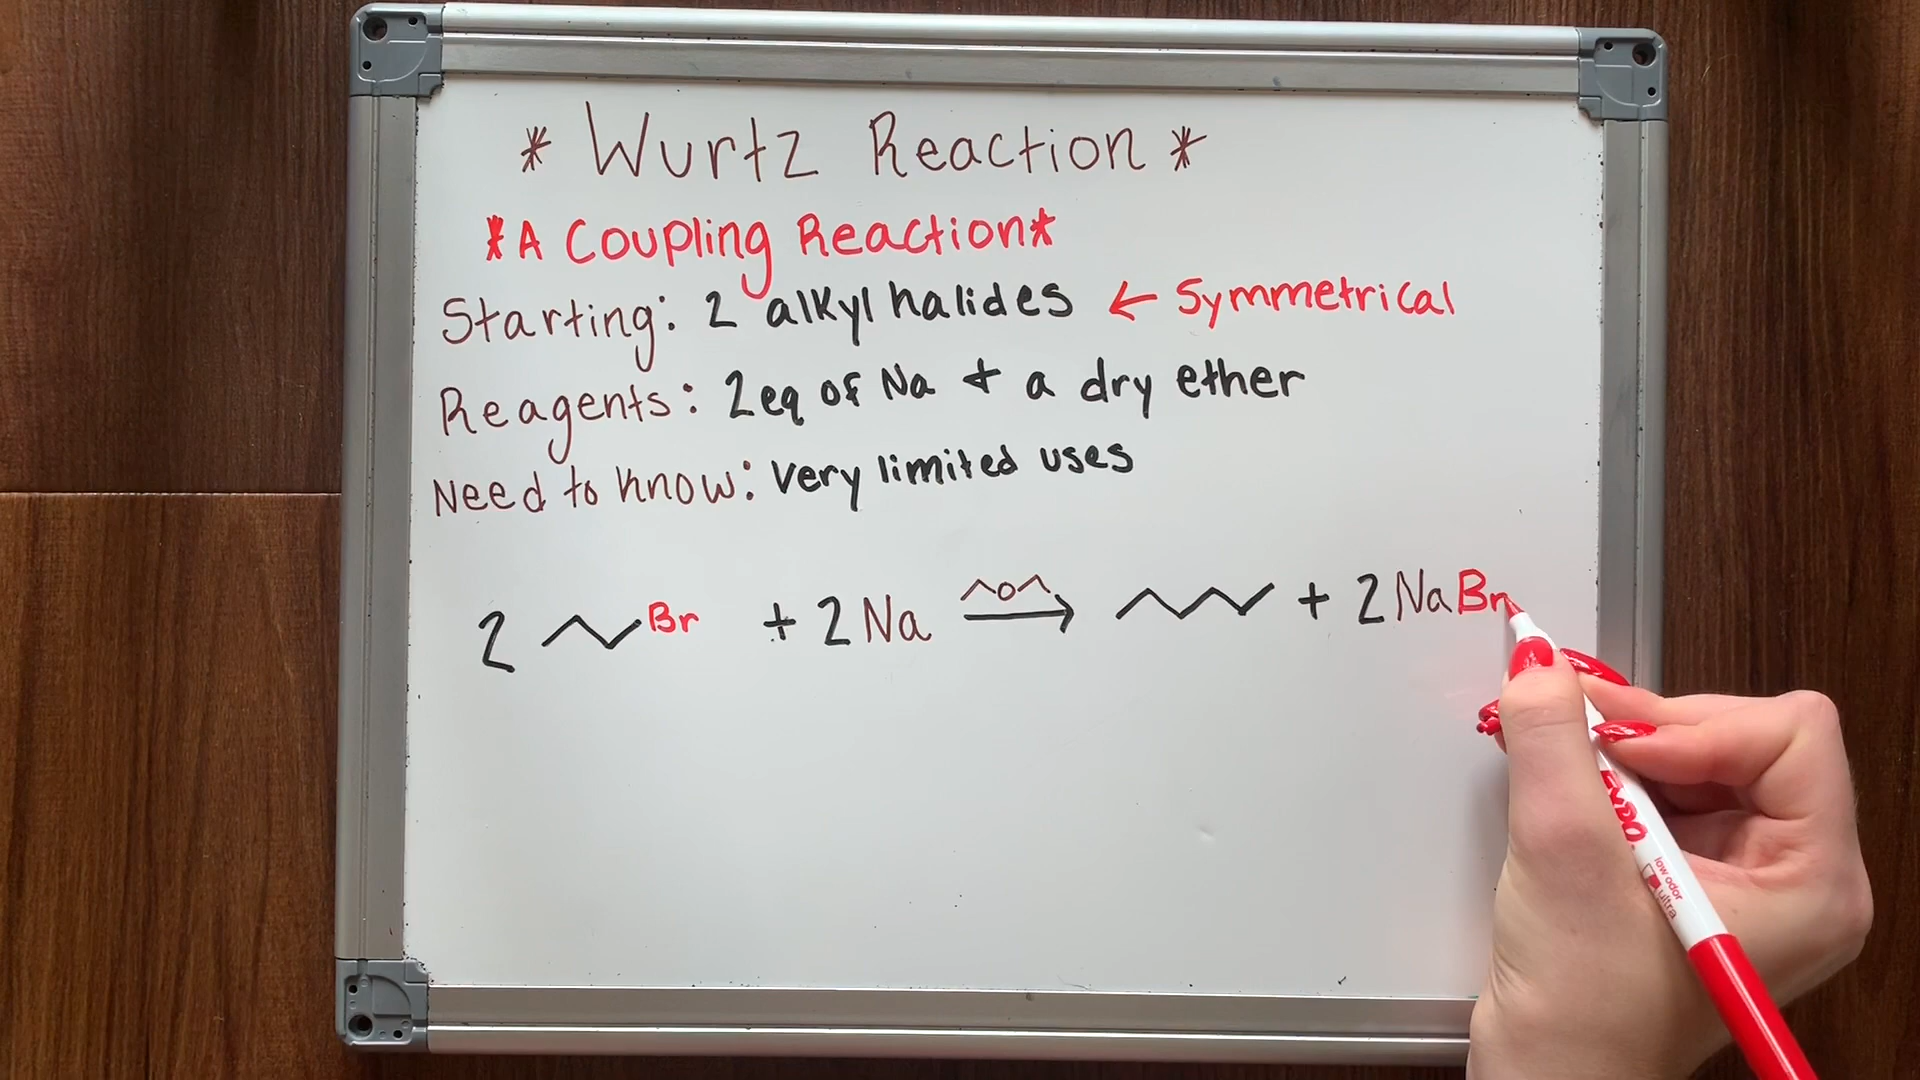 * Wurtz Reaction *
*A Coupling Reaction*
Starting: 2 alkyl halides ← Symmetrical
Reagents: 2eq of Na + a dry ether
Need to know: very limited uses
2 Br + 2 Na O → + 2 NaBr
EXPO
low odor
ultra